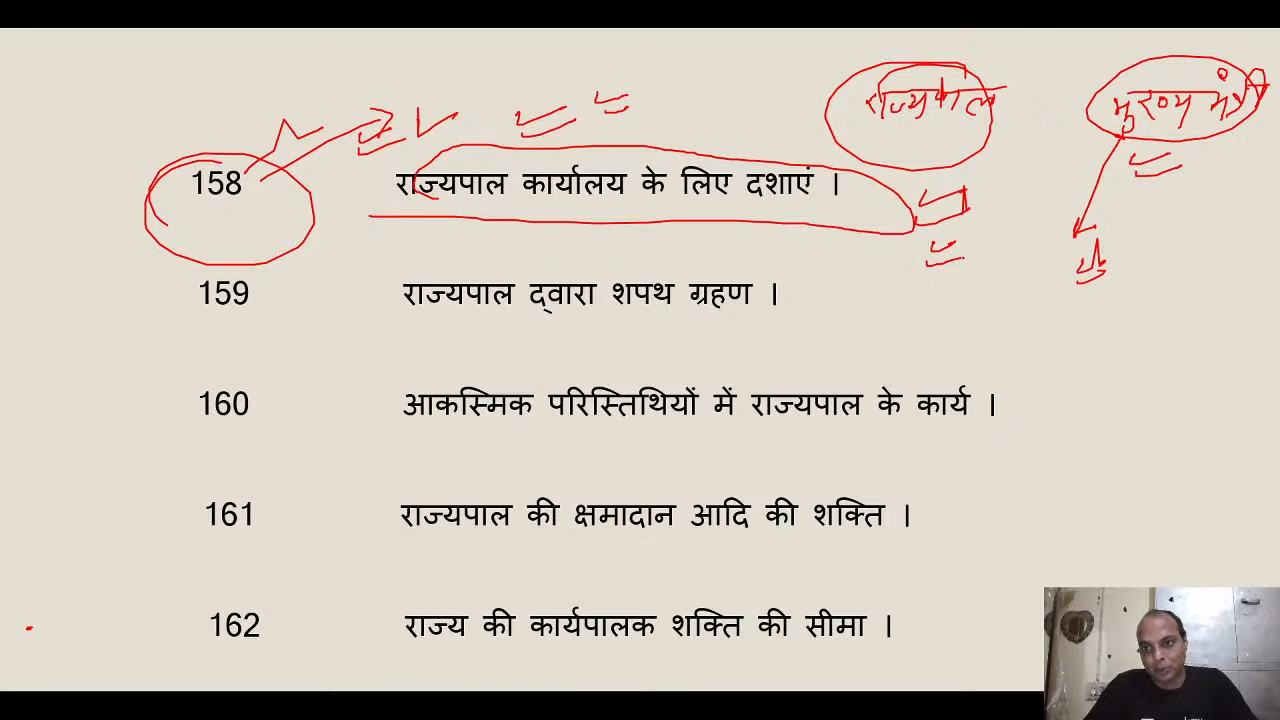 राज्यपाल मुख्य मंत्री
158 राज्यपाल कार्यालय के लिए दशाएं ।
159 राज्यपाल द्वारा शपथ ग्रहण ।
160 आकस्मिक परिस्तिथियों में राज्यपाल के कार्य ।
161 राज्यपाल की क्षमादान आदि की शक्ति ।
162 राज्य की कार्यपालक शक्ति की सीमा ।